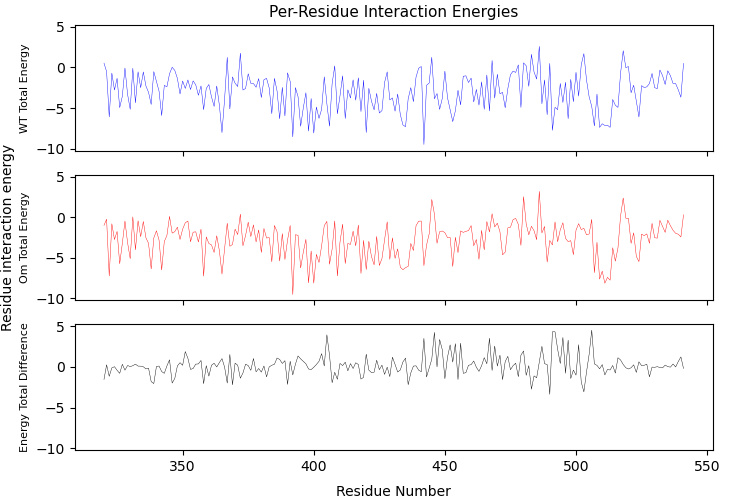 Per-Residue Interaction Energies
Residue interaction energy
WT Total Energy
5
0
−5
−10
Om Total Energy
5
0
−5
−10
Energy Total Difference
5
0
−5
−10
350
400
450
500
550
Residue Number